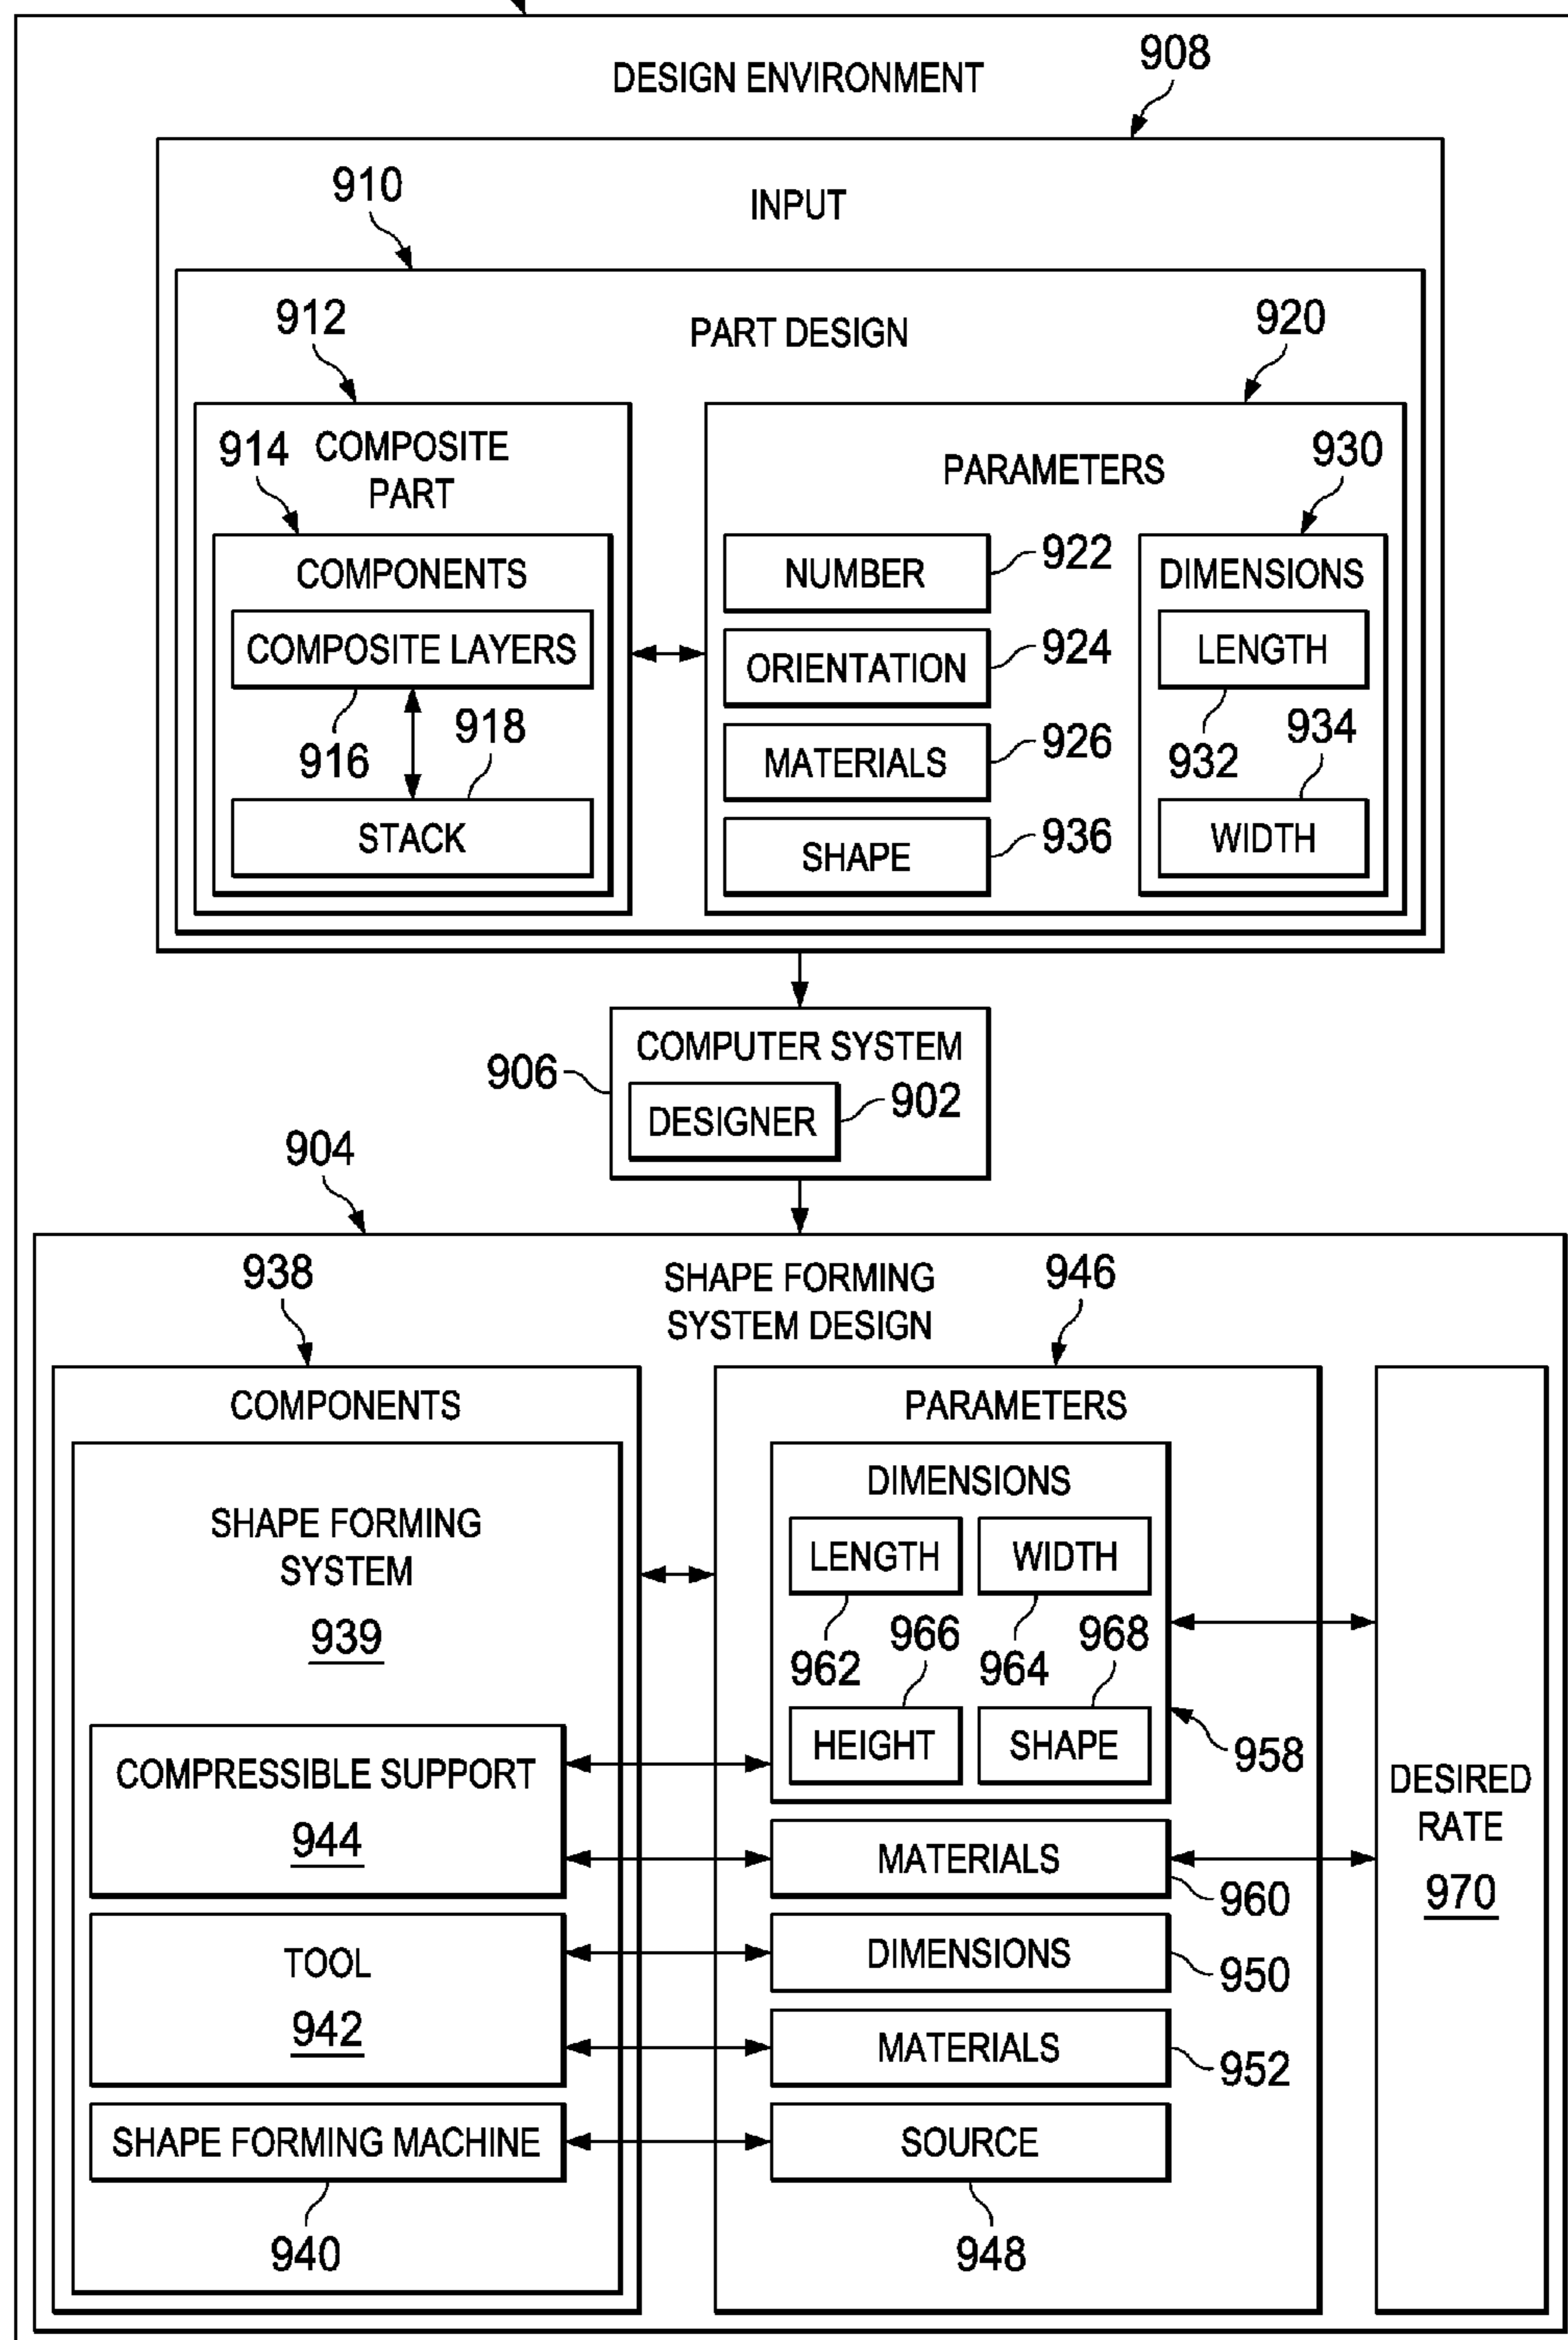 DESIGN ENVIRONMENT
908
INPUT
910
PART DESIGN
912
920
COMPOSITE
PART
914
PARAMETERS
930
COMPONENTS
COMPOSITE LAYERS
916
918
STACK
NUMBER
922
ORIENTATION
924
MATERIALS
926
SHAPE
936
DIMENSIONS
LENGTH
932
934
WIDTH
COMPUTER SYSTEM
906
DESIGNER
902
904
SHAPE FORMING
SYSTEM DESIGN
938
946
COMPONENTS
SHAPE FORMING
SYSTEM
939
COMPRESSIBLE SUPPORT
944
TOOL
942
SHAPE FORMING MACHINE
940
PARAMETERS
DIMENSIONS
LENGTH
WIDTH
962
966
964
968
HEIGHT
SHAPE
958
MATERIALS
960
DIMENSIONS
950
MATERIALS
952
SOURCE
948
DESIRED
RATE
970